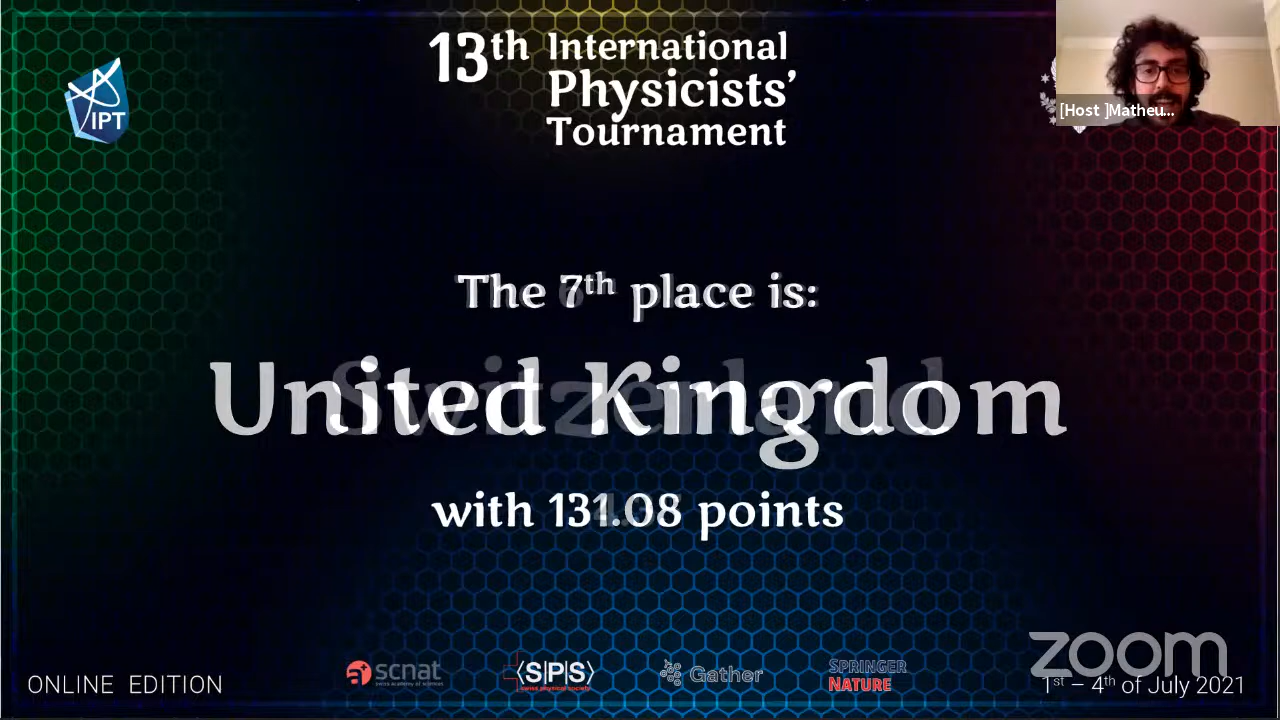 13th International
Physicists'
Tournament
IPT
[Host ]Matheu...
The 7th place is:
United Kingdom
Switzerland
with 131.08 points
zoom
ONLINE EDITION
scnat
SPS
Gather
SPRINGER
NATURE
1st – 4th of July 2021